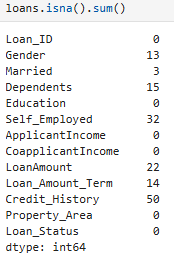 loans.isna().sum()
Loan_ID 0
Gender 13
Married 3
Dependents 15
Education 0
Self_Employed 32
ApplicantIncome 0
CoapplicantIncome 0
LoanAmount 22
Loan_Amount_Term 14
Credit_History 50
Property_Area 0
Loan_Status 0
dtype: int64